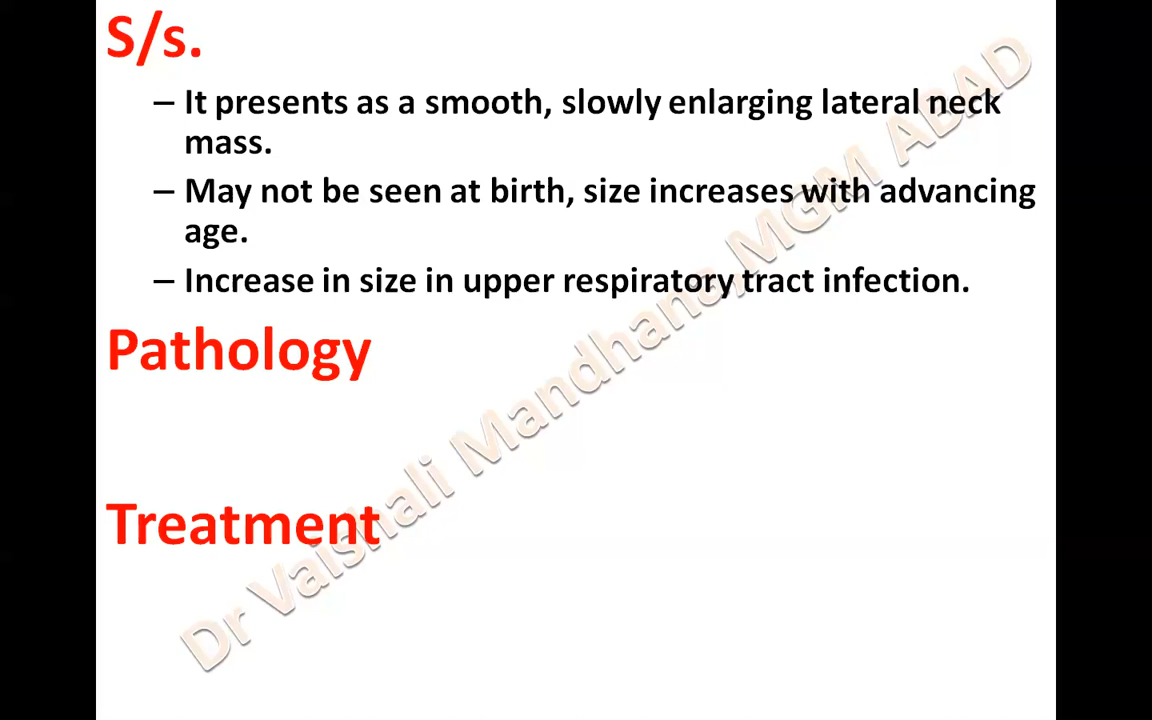 S/s.
– It presents as a smooth, slowly enlarging lateral neck
mass.
– May not be seen at birth, size increases with advancing
age.
– Increase in size in upper respiratory tract infection.
Pathology
Treatment
Dr Vaishali Mandhana,MGM ABAD